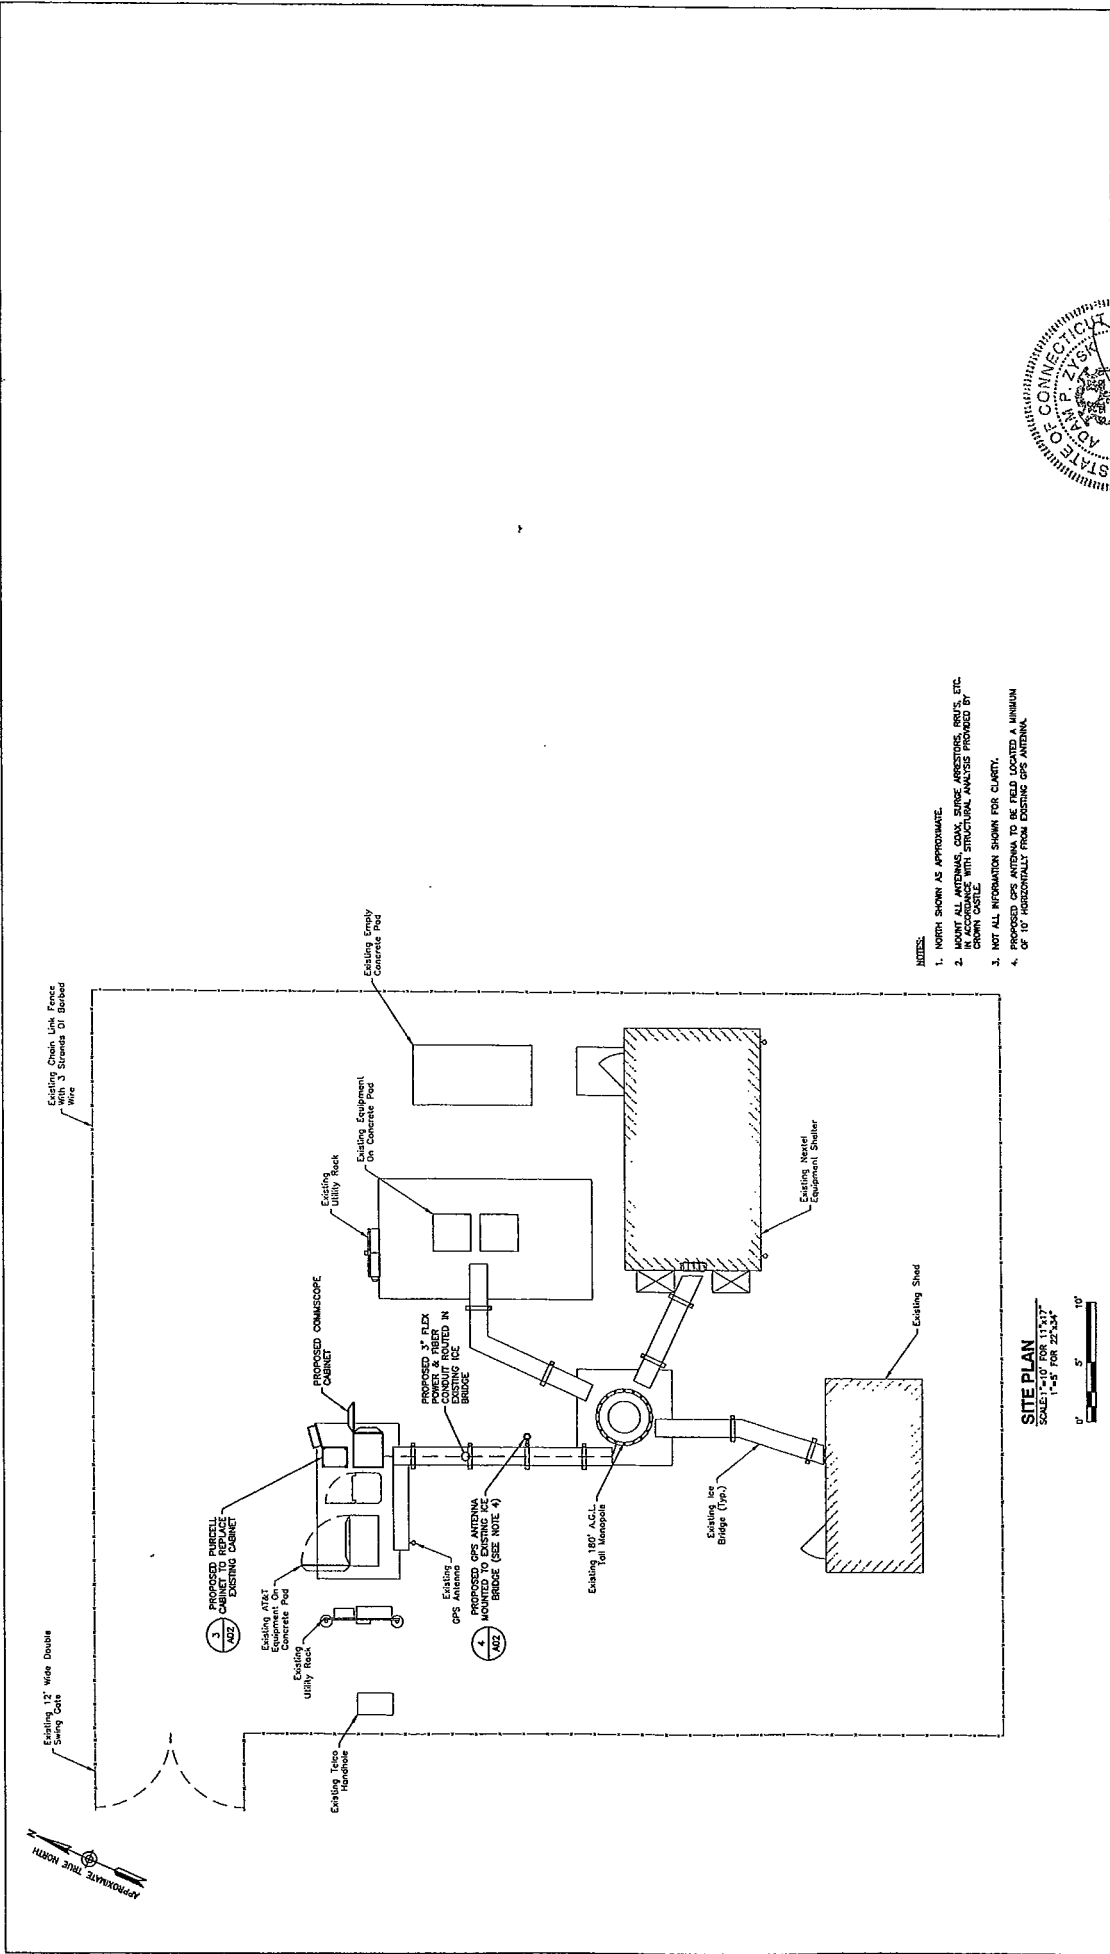 Existing 12' Wide Double
Swing Gate
Existing Chain Link Fence
With 3 Strands Of Barbed
Wire
APPROXIMATE TRUE NORTH
N
3
A02
PROPOSED PURCELL
CABINET TO REPLACE
EXISTING CABINET
PROPOSED COMMSCOPE
CABINET
Existing
Utility Rack
Existing Equipment
On Concrete Pad
Existing Empty
Concrete Pad
Existing AT&T
Equipment On
Concrete Pad
Existing
Utility Rack
Existing Telco
Handhole
PROPOSED 3" FLEX
POWER & FIBER
CONDUIT ROUTED IN
EXISTING ICE
BRIDGE
Existing
GPS Antenna
4
A02
PROPOSED GPS ANTENNA
MOUNTED TO EXISTING ICE
BRIDGE (SEE NOTE 4)
Existing 180' A.G.L.
Tall Monopole
Existing Ice
Bridge (Typ.)
Existing Nextel
Equipment Shelter
Existing Shed
NOTES:
1. NORTH SHOWN AS APPROXIMATE.
2. MOUNT ALL ANTENNAS, COAX, SURGE ARRESTORS, RRU'S, ETC.
IN ACCORDANCE WITH STRUCTURAL ANALYSIS PROVIDED BY
CROWN CASTLE.
3. NOT ALL INFORMATION SHOWN FOR CLARITY.
4. PROPOSED GPS ANTENNA TO BE FIELD LOCATED A MINIMUM
OF 10' HORIZONTALLY FROM EXISTING GPS ANTENNA.
SITE PLAN
SCALE: 1"=10' FOR 11"x17"
1"=5' FOR 22"x34"
0' 5' 10'
STATE OF CONNECTICUT
ADAM P. ZYSK